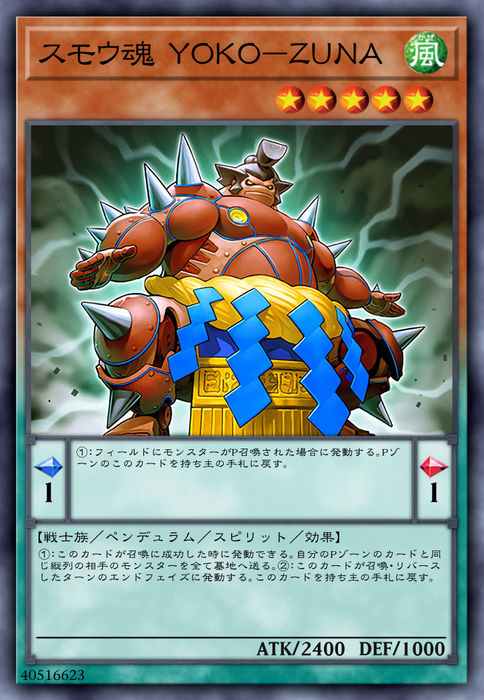 スモウ魂 YOKO－ZUNA
風
①：フィールドにモンスターがP召喚された場合に発動する。Pゾ
ーンのこのカードを持ち主の手札に戻す。
1
1
【戦士族／ペンデュラム／スピリット／効果】
①：このカードが召喚に成功した時に発動できる。自分のPゾーンのカードと同
じ縦列の相手のモンスターを全て墓地へ送る。②：このカードが召喚・リバース
したターンのエンドフェイズに発動する。このカードを持ち主の手札に戻す。
ATK/2400 DEF/1000
40516623